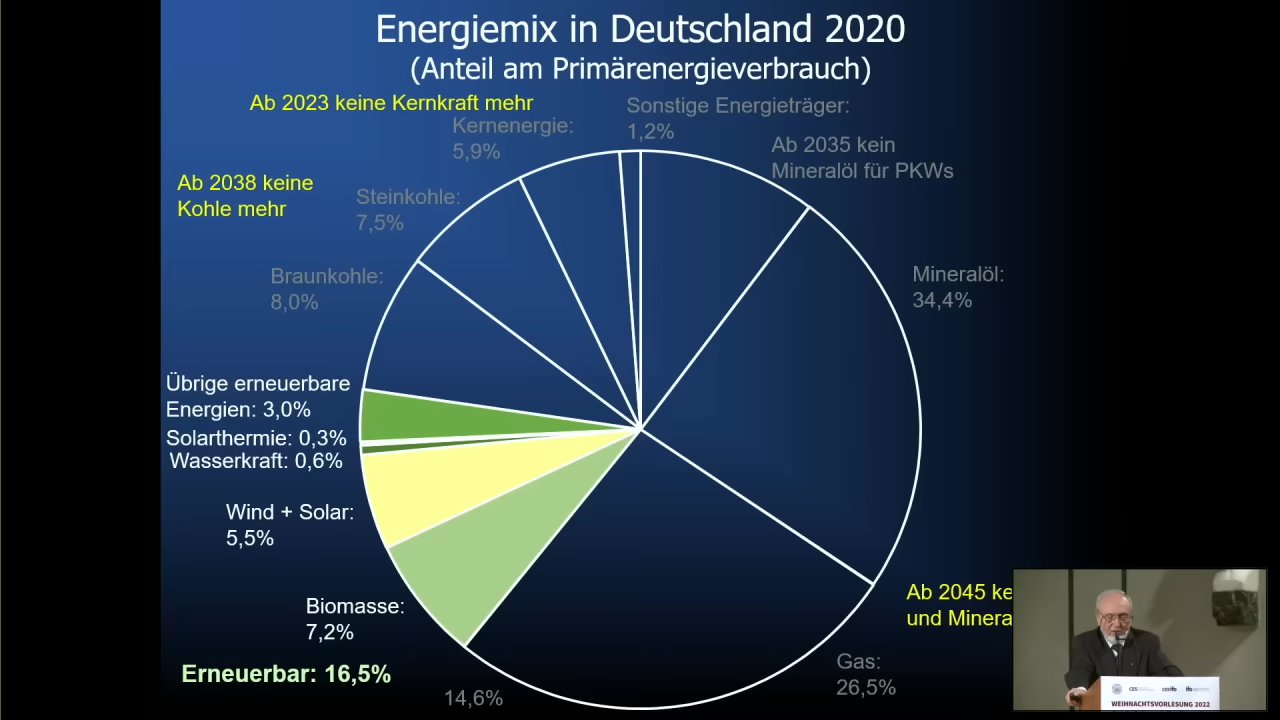 Energiemix in Deutschland 2020
(Anteil am Primärenergieverbrauch)
Ab 2023 keine Kernkraft mehr
Sonstige Energieträger:
1,2%
Kernenergie:
5,9%
Ab 2035 kein
Mineralöl für PKWs
Ab 2038 keine
Kohle mehr
Steinkohle:
7,5%
Braunkohle:
8,0%
Mineralöl:
34,4%
Übrige erneuerbare
Energien: 3,0%
Solarthermie: 0,3%
Wasserkraft: 0,6%
Wind + Solar:
5,5%
Biomasse:
7,2%
Erneuerbar: 16,5%
14,6%
Ab 2045 ke
und Minera
Gas:
26,5%
CES
cesifo
ifo
WEIHNACHTSVORLESUNG 2022